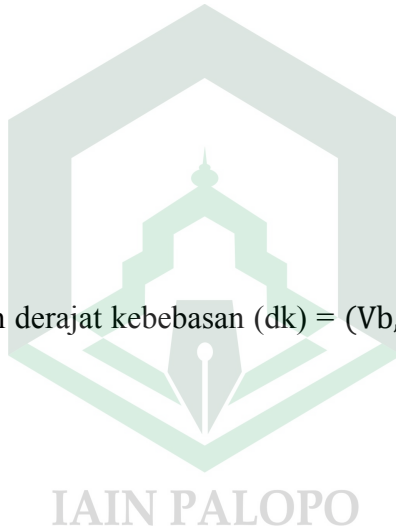 derajat kebebasan (dk) = (Vb,
IAIN PALOPO